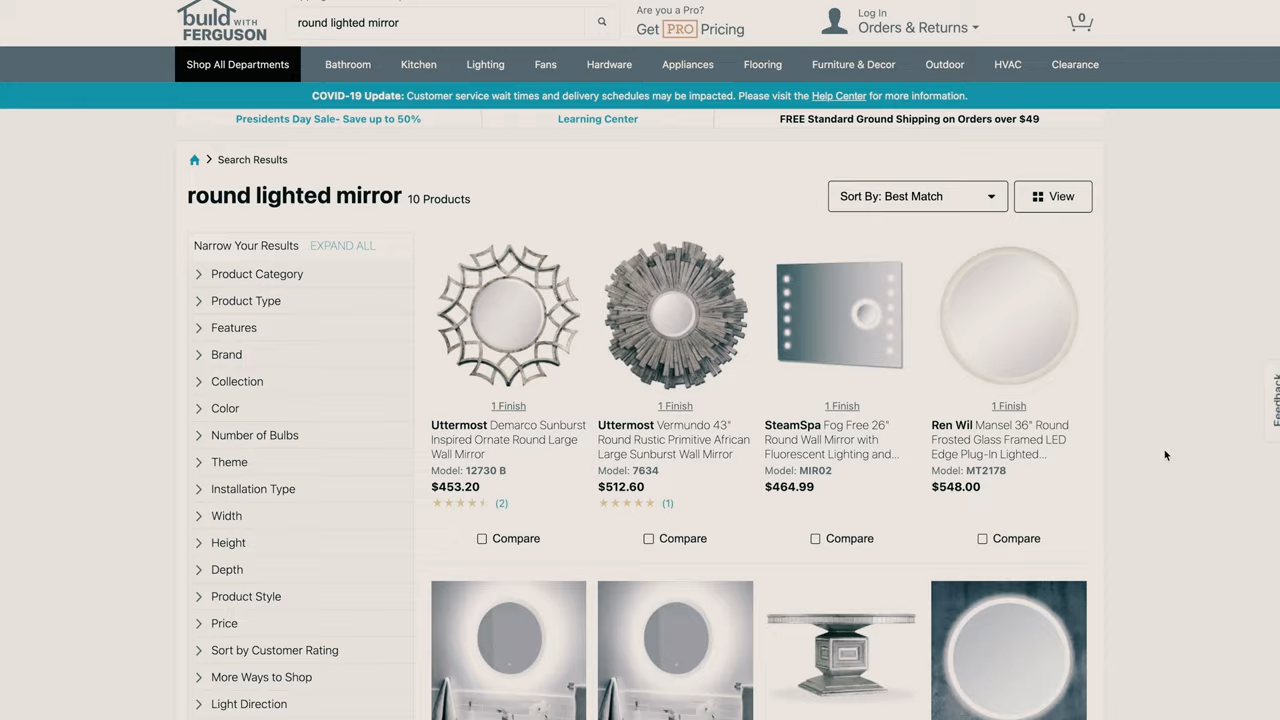 build WITH
FERGUSON
round lighted mirror
Are you a Pro?
Get PRO Pricing
Log In
Orders & Returns
0
Shop All Departments
Bathroom
Kitchen
Lighting
Fans
Hardware
Appliances
Flooring
Furniture & Decor
Outdoor
HVAC
Clearance
COVID-19 Update: Customer service wait times and delivery schedules may be impacted. Please visit the Help Center for more information.
Presidents Day Sale- Save up to 50%
Learning Center
FREE Standard Ground Shipping on Orders over $49
Search Results
round lighted mirror 10 Products
Sort By: Best Match
View
Narrow Your Results EXPAND ALL
Product Category
Product Type
Features
Brand
Collection
Color
Number of Bulbs
Theme
Installation Type
Width
Height
Depth
Product Style
Price
Sort by Customer Rating
More Ways to Shop
Light Direction
1 Finish
Uttermost Demarco Sunburst
Inspired Ornate Round Large
Wall Mirror
Model: 12730 B
$453.20
(2)
Compare
1 Finish
Uttermost Vermundo 43"
Round Rustic Primitive African
Large Sunburst Wall Mirror
Model: 7634
$512.60
(1)
Compare
1 Finish
SteamSpa Fog Free 26"
Round Wall Mirror with
Fluorescent Lighting and...
Model: MIR02
$464.99
Compare
1 Finish
Ren Wil Mansel 36" Round
Frosted Glass Framed LED
Edge Plug-In Lighted...
Model: MT2178
$548.00
Compare
Feedback